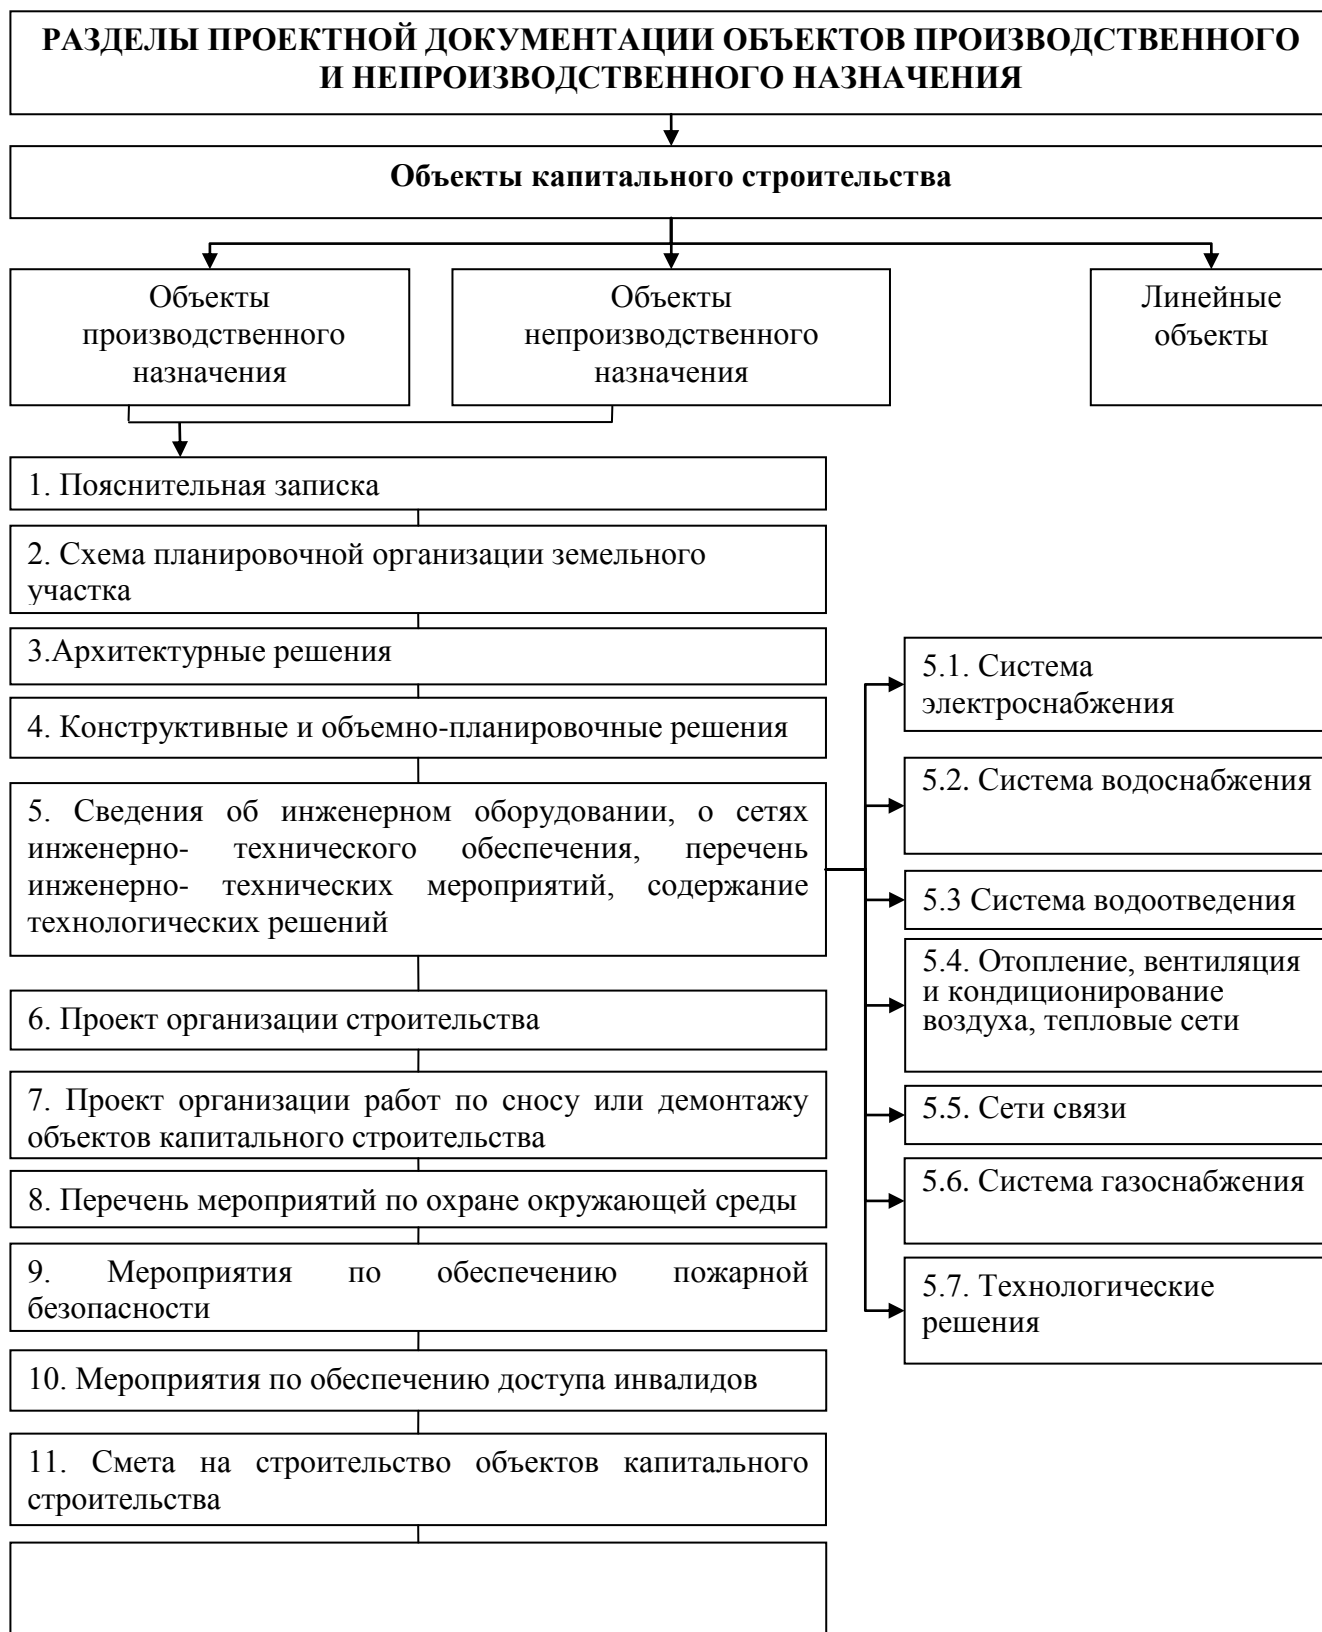 РАЗДЕЛЫ ПРОЕКТНОЙ ДОКУМЕНТАЦИИ ОБЪЕКТОВ ПРОИЗВОДСТВЕННОГО
И НЕПРОИЗВОДСТВЕННОГО НАЗНАЧЕНИЯ
Объекты капитального строительства
Объекты
производственного
назначения
Объекты
непроизводственного
назначения
Линейные
объекты
1. Пояснительная записка
2. Схема планировочной организации земельного
участка
3.Архитектурные решения
4. Конструктивные и объемно-планировочные решения
5. Сведения об инженерном оборудовании, о сетях
инженерно- технического обеспечения, перечень
инженерно- технических мероприятий, содержание
технологических решений
6. Проект организации строительства
7. Проект организации работ по сносу или демонтажу
объектов капитального строительства
8. Перечень мероприятий по охране окружающей среды
9. Мероприятия по обеспечению пожарной
безопасности
10. Мероприятия по обеспечению доступа инвалидов
11. Смета на строительство объектов капитального
строительства
5.1. Система
электроснабжения
5.2. Система водоснабжения
5.3 Система водоотведения
5.4. Отопление, вентиляция
и кондиционирование
воздуха, тепловые сети
5.5. Сети связи
5.6. Система газоснабжения
5.7. Технологические
решения